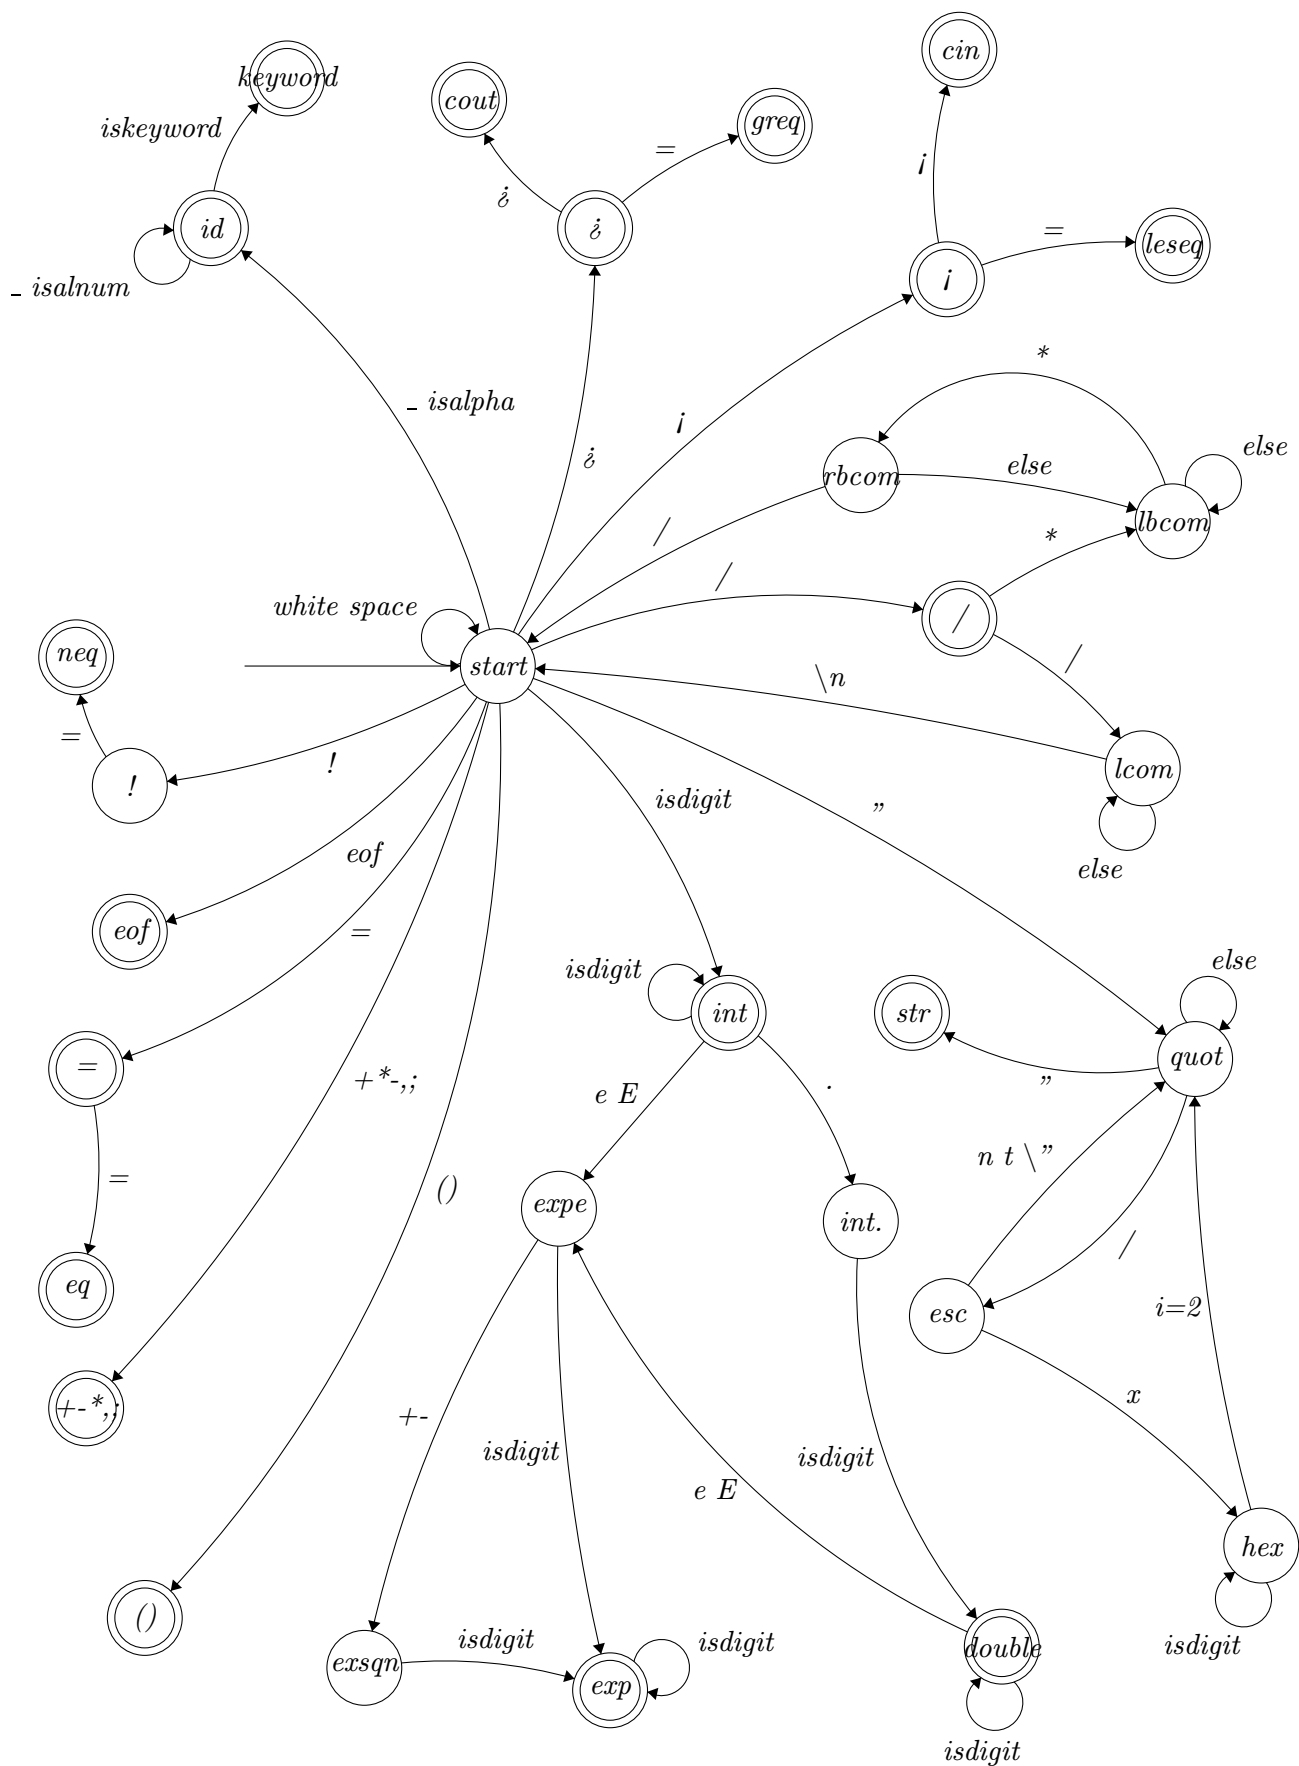 cin
keyword
cout
greq
iskeyword
=
¡
¿
id
¿
=
leseq
¡
_ isalnum
*
_ isalpha
¡
else
¿
else
rbcom
lbcom
/
*
/
white space
/
neq
start
/
\n
=
!
lcom
!
isdigit
”
eof
else
eof
=
else
isdigit
int
str
quot
=
+*-,;
”
e E
.
n t \”
=
()
expe
int.
/
eq
esc
i=2
x
+-*,;
+-
isdigit
isdigit
e E
hex
()
isdigit
isdigit
isdigit
double
exsqn
exp
isdigit